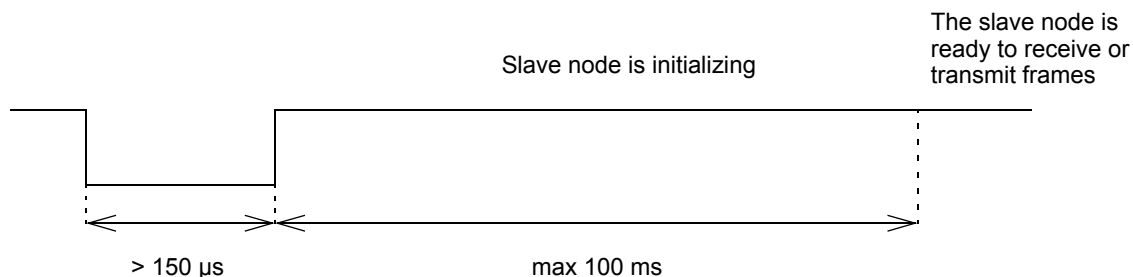 The slave node is
ready to receive or
transmit frames
Slave node is initializing
> 150 µs
max 100 ms